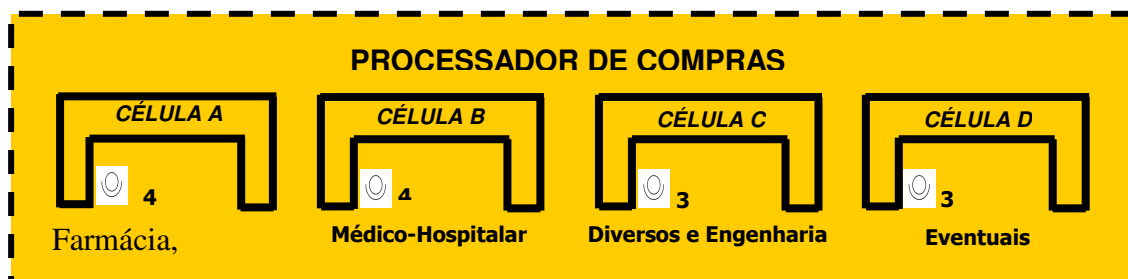 PROCESSADOR DE COMPRAS
CÉLULA A CÉLULA B CÉLULA C CÉLULA D
4 4 3 3
Farmácia, Médico-Hospitalar Diversos e Engenharia Eventuais